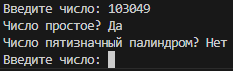 Введите число: 103049
Число простое? Да
Число пятизначный палиндром? Нет
Введите число: